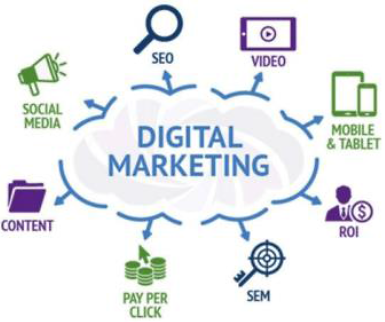 SEO
VIDEO
SOCIAL
MEDIA
MOBILE
& TABLET
DIGITAL
MARKETING
CONTENT
ROI
PAY PER
CLICK
SEM